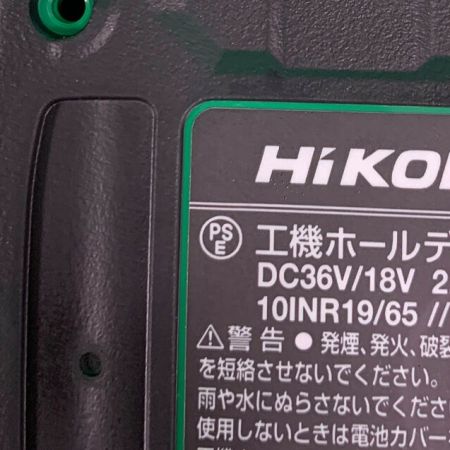 HiKO
PSE 工機ホールデ
DC36V/18V 2
10INR19/65 //
⚠警告 ● 発煙、発火、破裂
を短絡させないでください。
雨や水にぬらさないでくださ
使用しないときは電池カバー